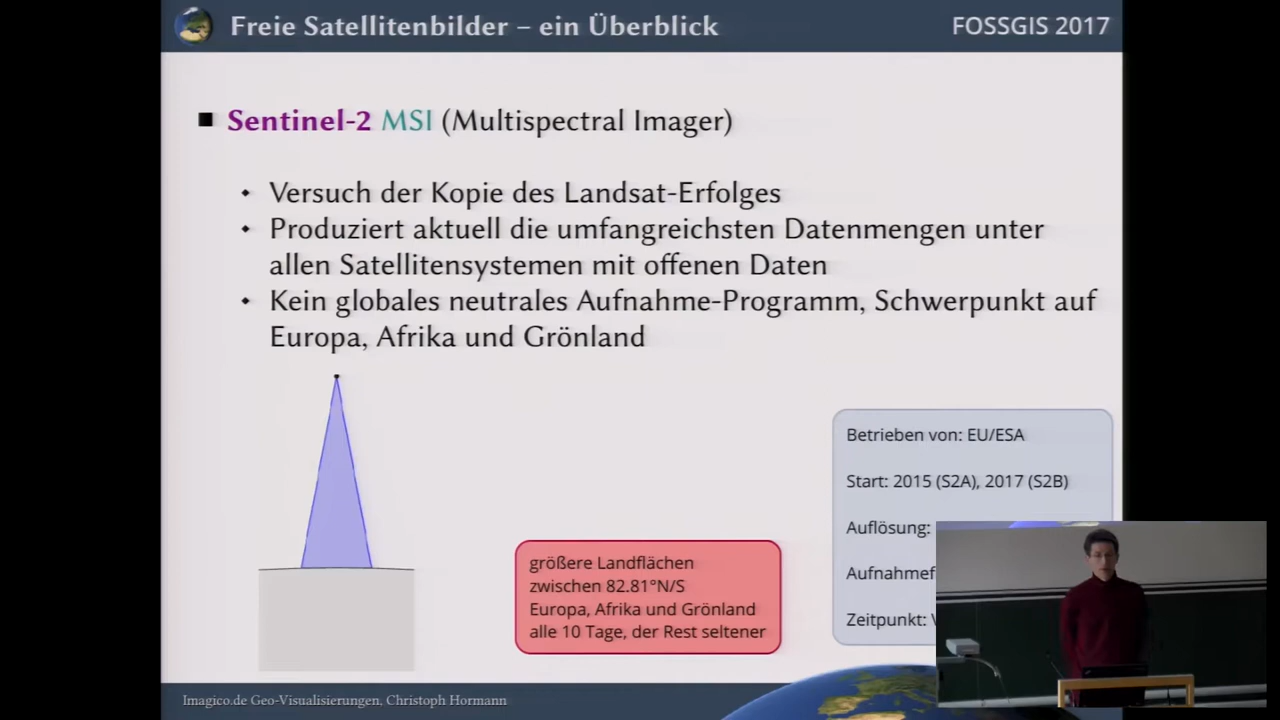 Freie Satellitenbilder – ein Überblick
FOSSGIS 2017
Sentinel-2 MSI (Multispectral Imager)
Versuch der Kopie des Landsat-Erfolges
Produziert aktuell die umfangreichsten Datenmengen unter
allen Satellitensystemen mit offenen Daten
Kein globales neutrales Aufnahme-Programm, Schwerpunkt auf
Europa, Afrika und Grönland
größere Landflächen
zwischen 82.81°N/S
Europa, Afrika und Grönland
alle 10 Tage, der Rest seltener
Betrieben von: EU/ESA
Start: 2015 (S2A), 2017 (S2B)
Auflösung:
Zeitpunkt:
Imagico.de Geo-Visualisierungen, Christoph Hormann